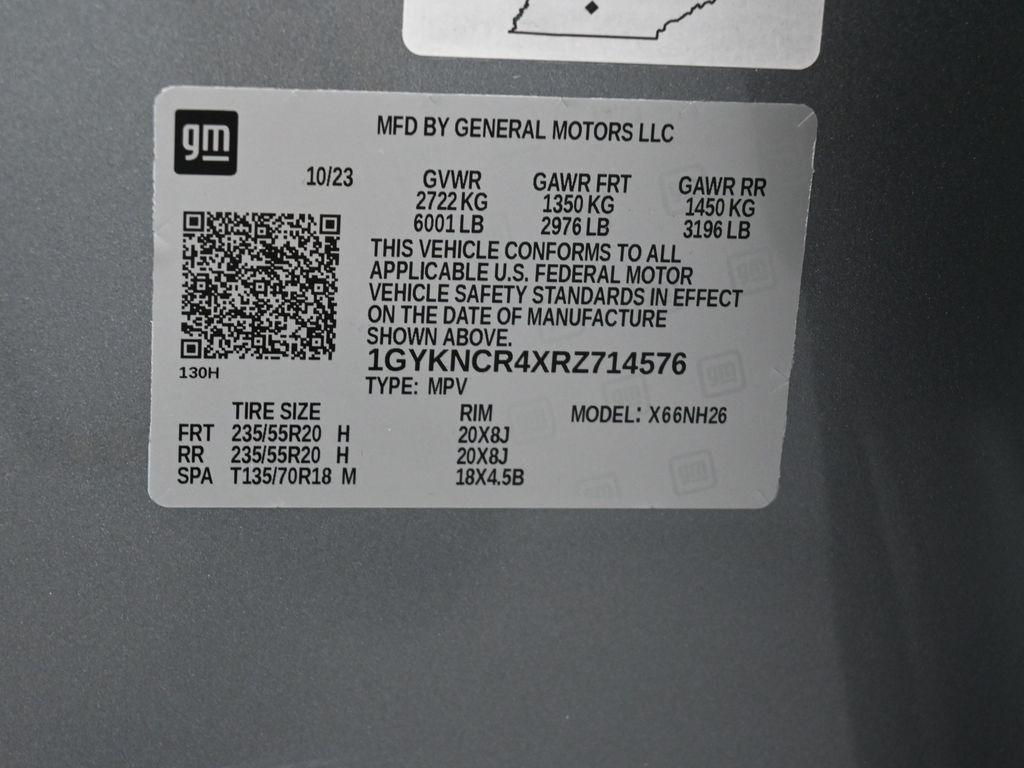 gm
MFD BY GENERAL MOTORS LLC
10/23
GVWR GAWR FRT GAWR RR
2722 KG 1350 KG 1450 KG
6001 LB 2976 LB 3196 LB
THIS VEHICLE CONFORMS TO ALL
APPLICABLE U.S. FEDERAL MOTOR
VEHICLE SAFETY STANDARDS IN EFFECT
ON THE DATE OF MANUFACTURE
SHOWN ABOVE.
1GYKNCR4XRZ714576
130H
TYPE: MPV
TIRE SIZE RIM MODEL: X66NH26
FRT 235/55R20 H 20X8J
RR 235/55R20 H 20X8J
SPA T135/70R18 M 18X4.5B